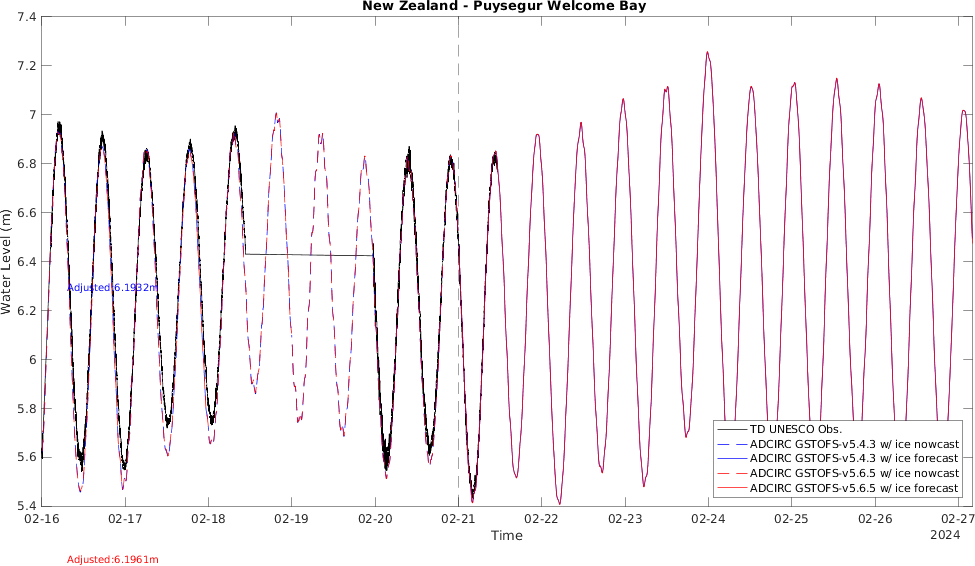 New Zealand - Puysegur Welcome Bay
7.4
7.2
7
6.8
6.6
6.4
6.2
6
5.8
5.6
5.4
Water Level (m)
Adjusted:6.1932m
TD UNESCO Obs.
ADCIRC GSTOFS-v5.4.3 w/ ice nowcast
ADCIRC GSTOFS-v5.4.3 w/ ice forecast
ADCIRC GSTOFS-v5.6.5 w/ ice nowcast
ADCIRC GSTOFS-v5.6.5 w/ ice forecast
02-16 02-17 02-18 02-19 02-20 02-21 02-22 02-23 02-24 02-25 02-26 02-27
Time
2024
Adjusted:6.1961m